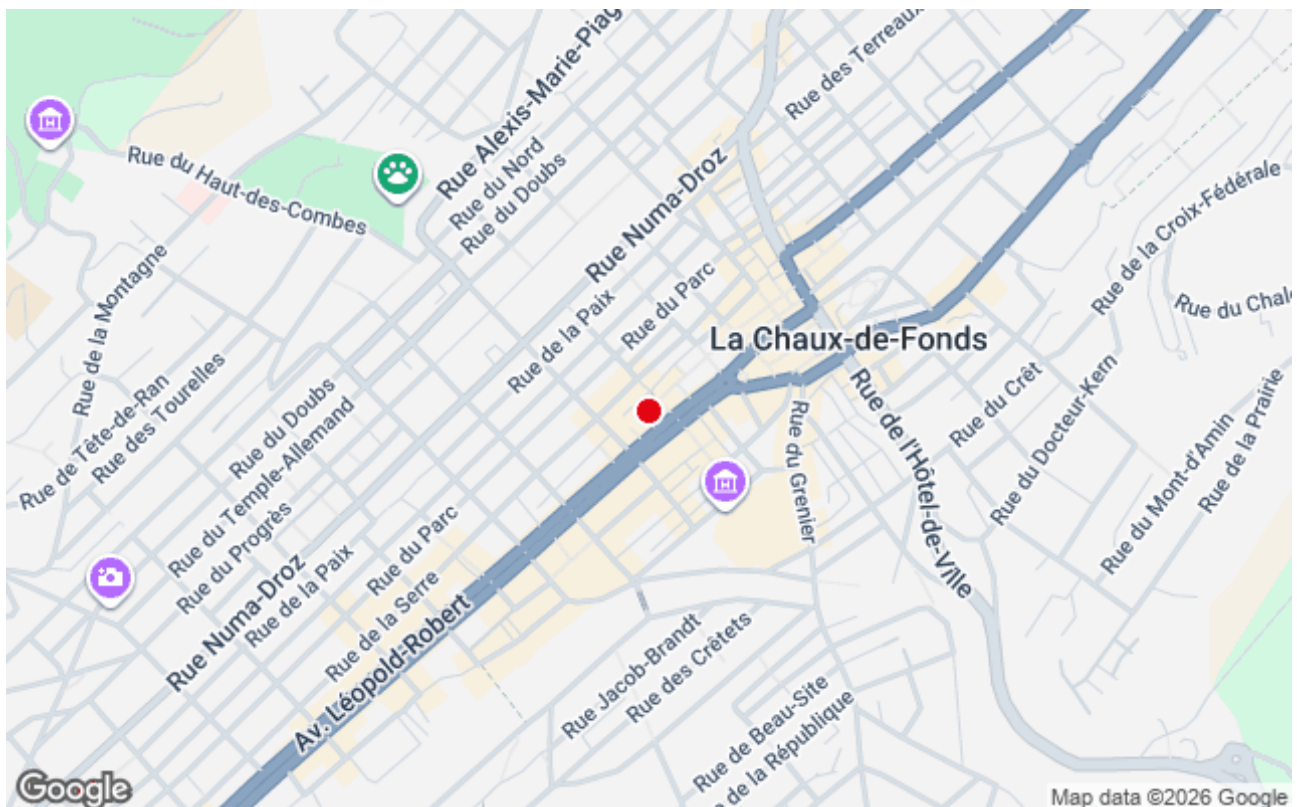 Rue Alexis-Marie-Piag
Rue des Terreaux
Rue du Haut-des-Combes
Rue du Nord
Rue du Doubs
Rue Numa-Droz
Rue de la Croix-Fédérale
Rue de la Montagne
Rue du Parc
Rue de la Paix
Rue du Chale
La Chaux-de-Fonds
Rue de Tête-de-Ran
Rue des Tourelles
Rue du Doubs
Rue du Temple-Allemand
Rue du Progrès
Rue du Crêt
Rue du Docteur-Kern
Rue de l'Hôtel-de-Ville
Rue du Grenier
Rue du Mont-d'Amin
Rue de la Prairie
Rue du Parc
Rue de la Paix
Rue Numa-Droz
Rue de la Serre
Av. Léopold-Robert
Rue Jacob-Brandt
Rue des Crêtets
Rue de Beau-Site
de la République
Google
Map data ©2026 Google